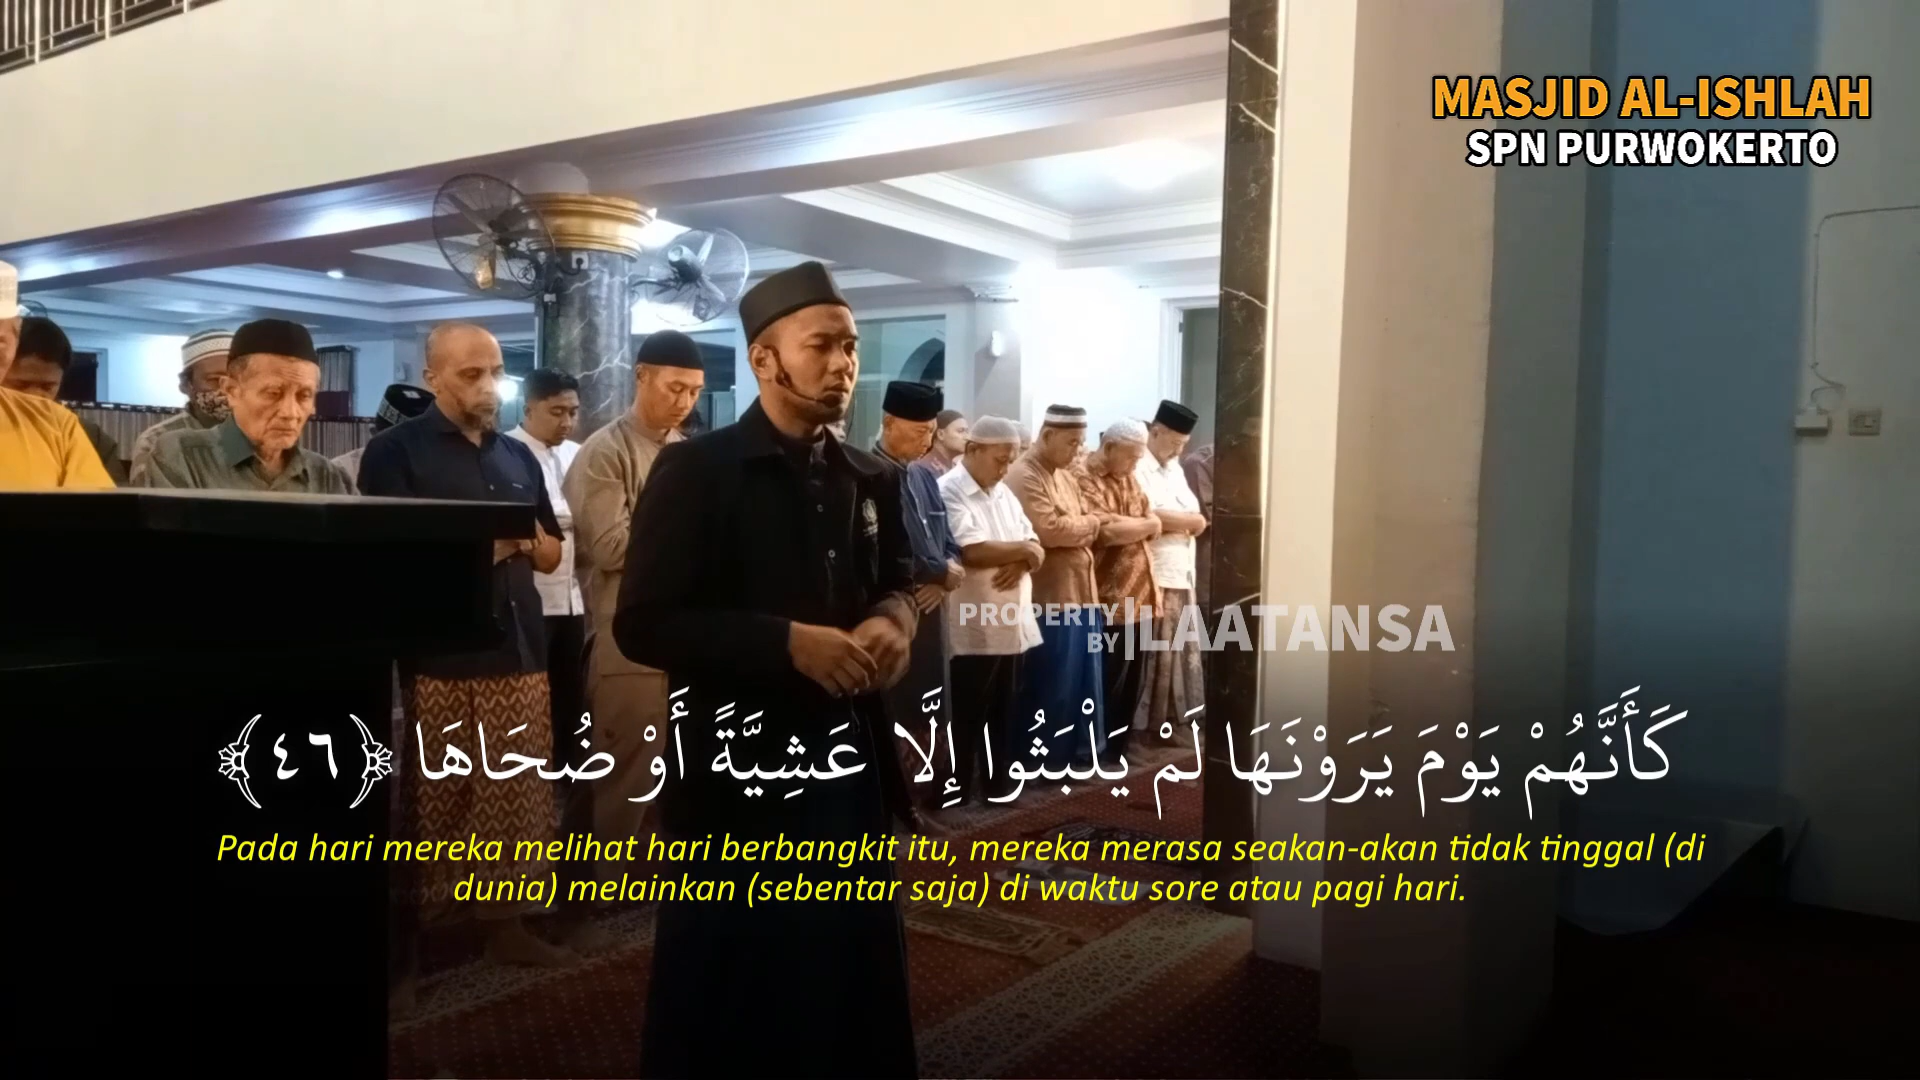 MASJID AL-ISHLAH
SPN PURWOKERTO
PROPERTY
BY
LAATANSA
كَأَنَّهُمْ يَوْمَ يَرَوْنَهَا لَمْ يَلْبَثُوا إِلَّا عَشِيَّةً أَوْ ضُحَاهَا ﴿٤٦﴾
Pada hari mereka melihat hari berbangkit itu, mereka merasa seakan-akan tidak tinggal (di
dunia) melainkan (sebentar saja) di waktu sore atau pagi hari.